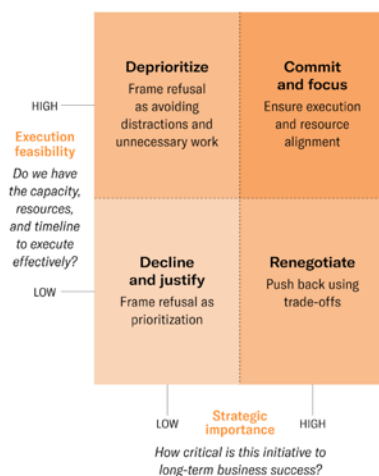 Deprioritize
Frame refusal
as avoiding
distractions and
unnecessary work
Commit
and focus
Ensure execution
and resource
alignment
HIGH
Execution
feasibility
Do we have
the capacity,
resources,
and timeline
to execute
effectively?
LOW
Decline
and justify
Frame refusal as
prioritization
Renegotiate
Push back using
trade-offs
LOW
Strategic
importance
HIGH
How critical is this initiative to
long-term business success?